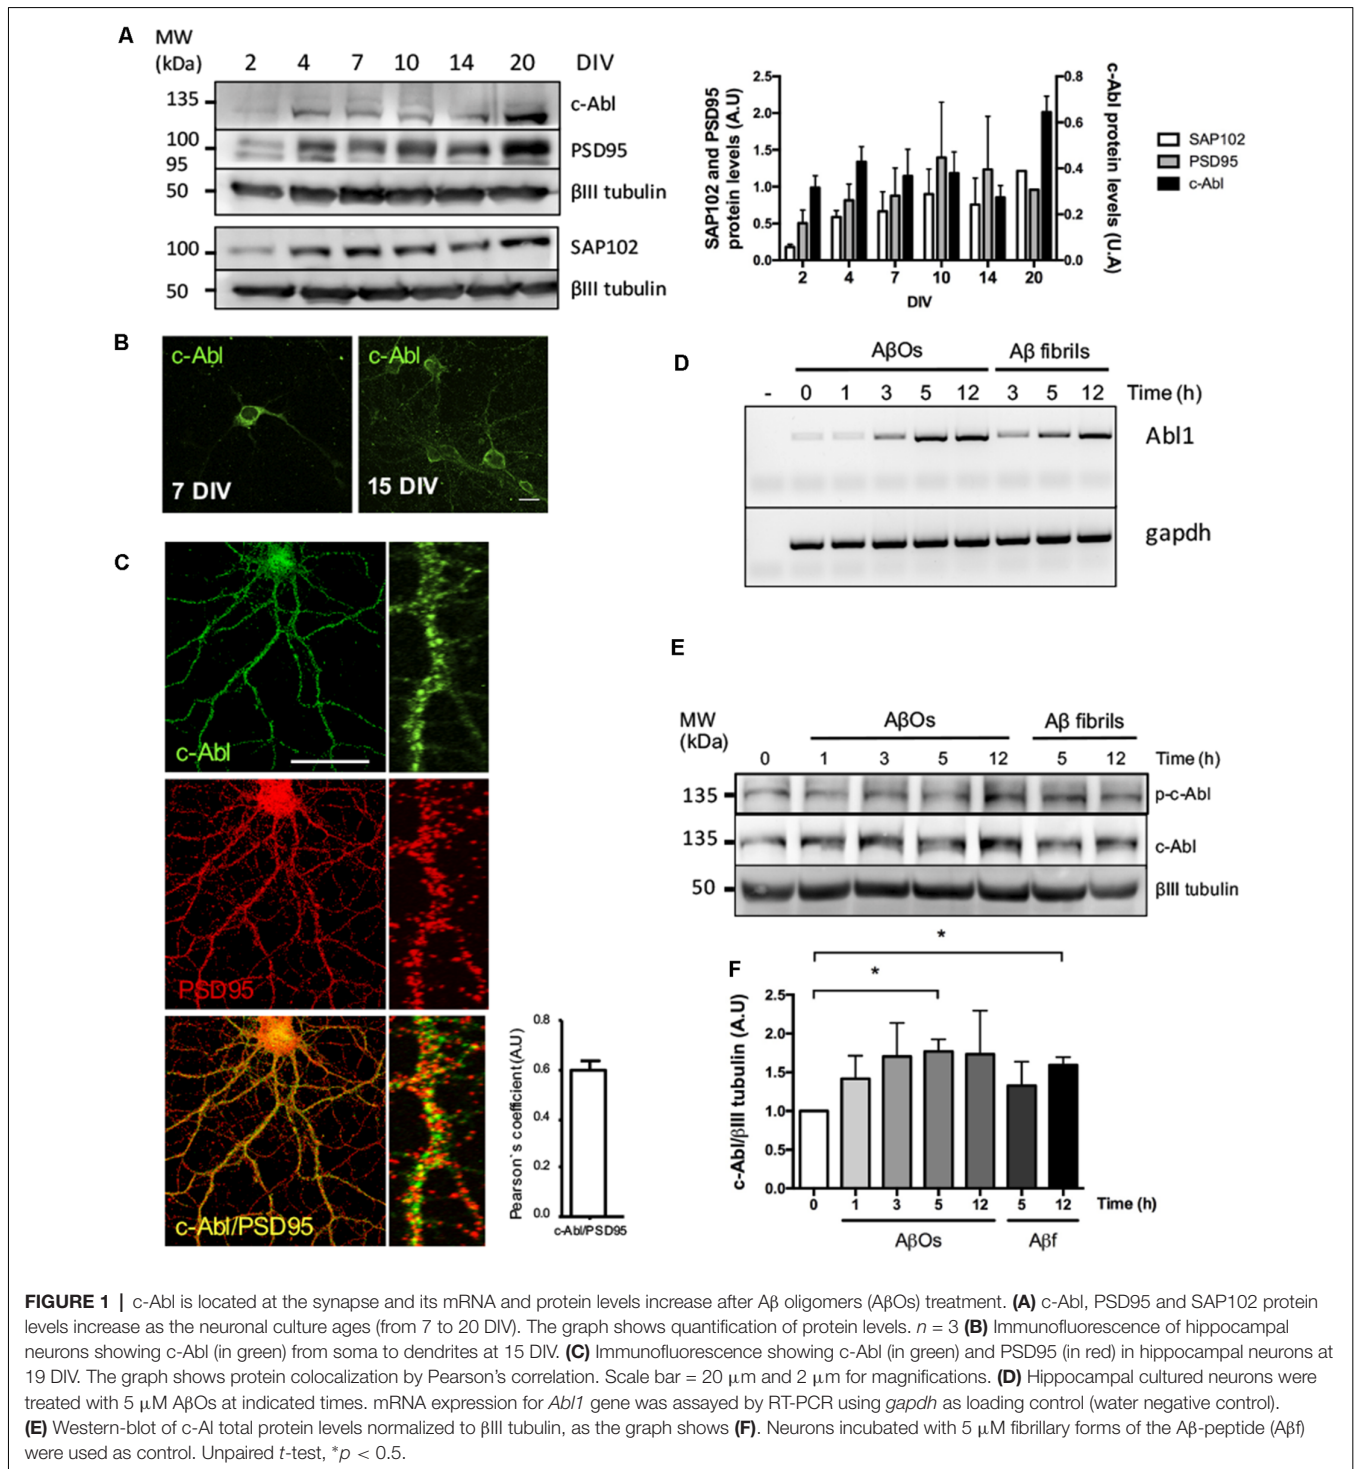 A
MW
(kDa)
2 4 7 10 14 20 DIV
135
c-Abl
100
95
PSD95
50
βIII tubulin
100
SAP102
50
βIII tubulin
SAP102 and PSD95
protein levels (A.U)
2.5
2.0
1.5
1.0
0.5
0.0
0.8
0.6
0.4
0.2
0.0
c-Abl protein levels (U.A)
2 4 7 10 14 20
DIV
SAP102
PSD95
c-Abl
B
c-Abl
7 DIV
c-Abl
15 DIV
C
c-Abl
PSD95
c-Abl/PSD95
Pearson`s coefficient(A.U)
0.8
0.6
0.4
0.2
0.0
c-Abl/PSD95
D
AβOs Aβ fibrils
- 0 1 3 5 12 3 5 12 Time (h)
Abl1
gapdh
E
MW
(kDa)
AβOs Aβ fibrils
0 1 3 5 12 5 12 Time (h)
135
p-c-Abl
135
c-Abl
50
βIII tubulin
F
*
*
c-Abl/βIII tubulin (A.U)
2.5
2.0
1.5
1.0
0.5
0.0
0 1 3 5 12 5 12 Time (h)
AβOs Aβf
FIGURE 1 | c-Abl is located at the synapse and its mRNA and protein levels increase after Aβ oligomers (AβOs) treatment. (A) c-Abl, PSD95 and SAP102 protein
levels increase as the neuronal culture ages (from 7 to 20 DIV). The graph shows quantification of protein levels. n = 3 (B) Immunofluorescence of hippocampal
neurons showing c-Abl (in green) from soma to dendrites at 15 DIV. (C) Immunofluorescence showing c-Abl (in green) and PSD95 (in red) in hippocampal neurons at
19 DIV. The graph shows protein colocalization by Pearson's correlation. Scale bar = 20 μm and 2 μm for magnifications. (D) Hippocampal cultured neurons were
treated with 5 μM AβOs at indicated times. mRNA expression for Abl1 gene was assayed by RT-PCR using gapdh as loading control (water negative control).
(E) Western-blot of c-Al total protein levels normalized to βIII tubulin, as the graph shows (F). Neurons incubated with 5 μM fibrillary forms of the Aβ-peptide (Aβf)
were used as control. Unpaired t-test, *p < 0.5.